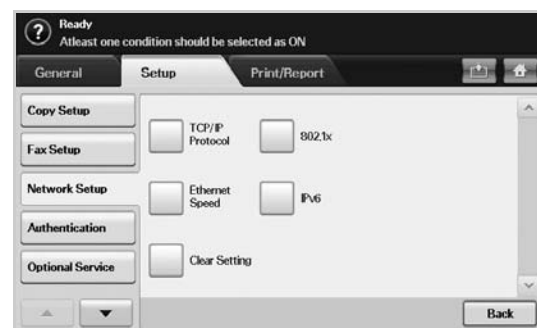 Ready
Atleast one condition should be selected as ON
General
Setup
Print/Report
Copy Setup
Fax Setup
Network Setup
Authentication
Optional Service
TCP/IP
Protocol
802.1x
Ethernet
Speed
IPv6
Clear Setting
Back